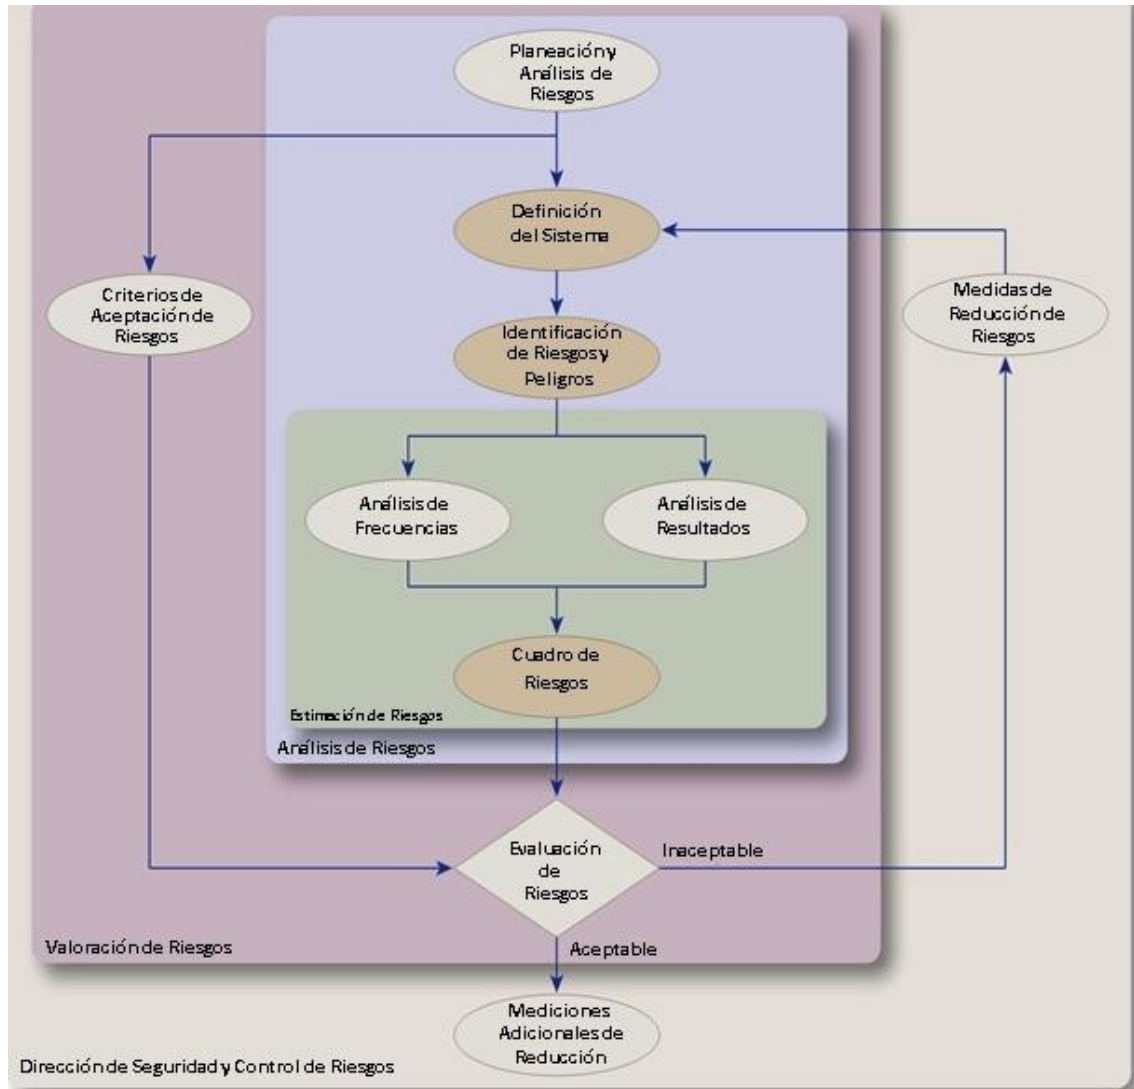 Planeación y
Análisis de
Riesgos
Definición
del Sistema
Criterios de
Aceptación de
Riesgos
Medidas de
Reducción de
Riesgos
Identificación
de Riesgos y
Peligros
Análisis de
Frecuencias
Análisis de
Resultados
Cuadro de
Riesgos
Estimación de Riesgos
Análisis de Riesgos
Evaluación
de
Riesgos
Inaceptable
Valoración de Riesgos
Aceptable
Mediciones
Adicionales de
Reducción
Dirección de Seguridad y Control de Riesgos